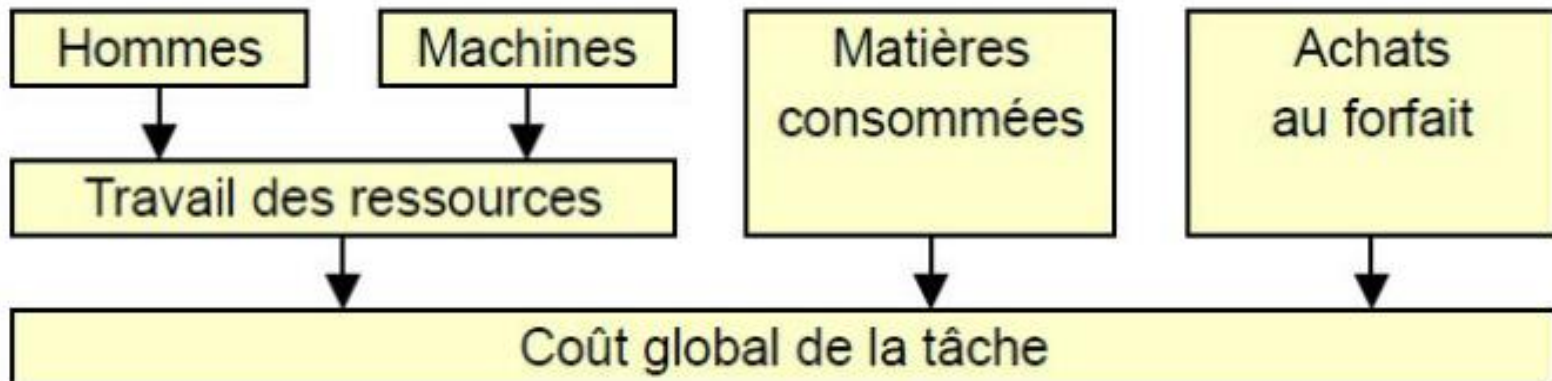 Hommes
Machines
Matières
consommées
Achats
au forfait
Travail des ressources
Coût global de la tâche